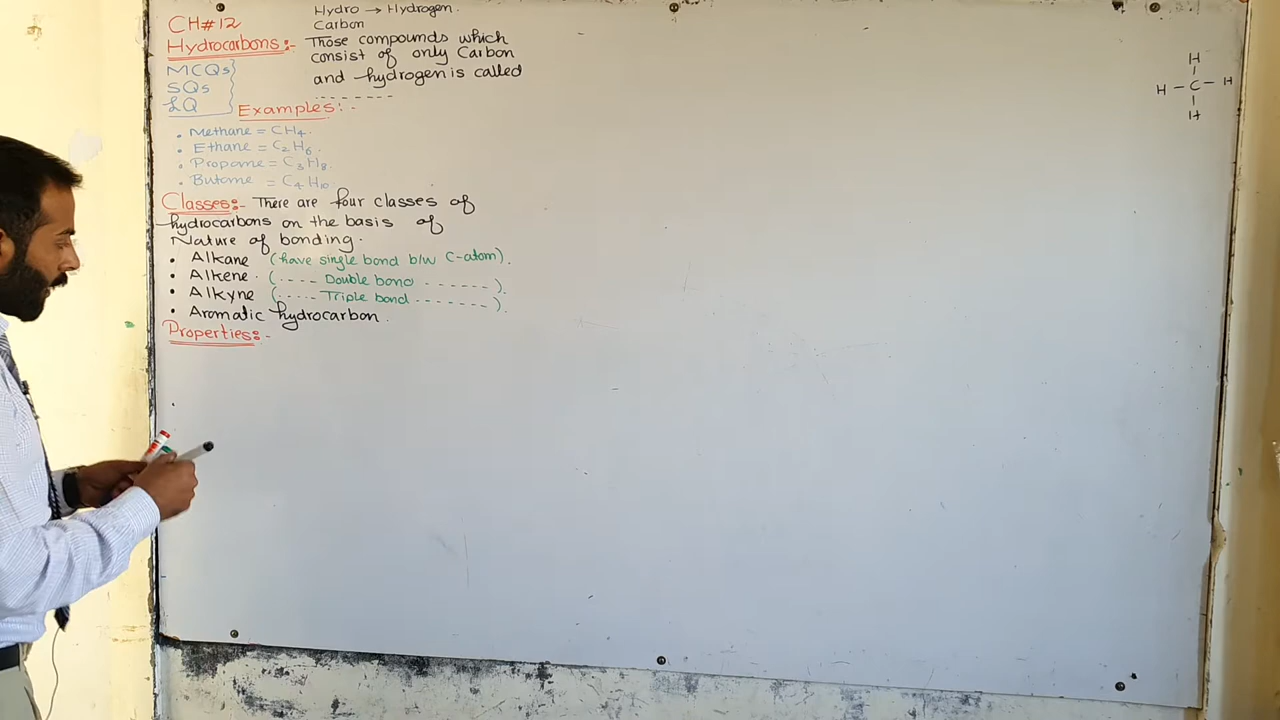 CH#12
Hydro → Hydrogen.
Carbon
Hydrocarbons:- Those compounds which
consist of only Carbon
and hydrogen is called
- - - - - - - -
MCQs
SQs
LQ
Examples:-
• Methane = CH₄.
• Ethane = C₂H₆.
• Propane = C₃H₈.
• Butane = C₄H₁₀
Classes:- There are four classes of
hydrocarbons on the basis of
Nature of bonding.
• Alkane (have single bond b/w C-atom).
• Alkene. (- - - - Double bond - - - - - -).
• Alkyne (- - - - - Triple bond - - - - - - -).
• Aromatic hydrocarbon.
Properties:-
H
H - C - H
H